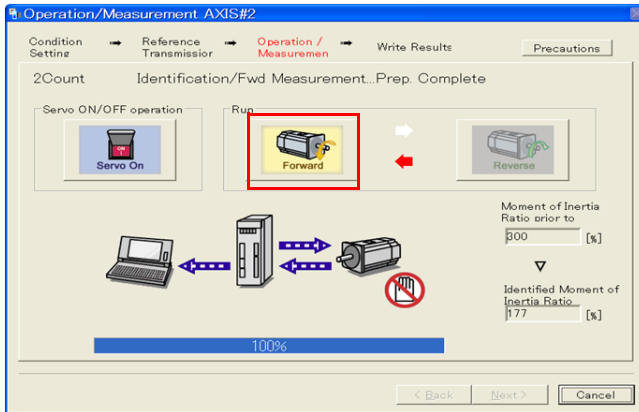 Operation/Measurement AXIS#2
Condition
Setting
Reference
Transmissior
Operation /
Measuremen
Write Results
Precautions
2Count Identification/Fwd Measurement...Prep. Complete
Servo ON/OFF operation
Run
ON
Servo On
Forward
Reverse
Moment of Inertia
Ratio prior to
300 [%]
Identified Moment of
Inertia Ratio
177 [%]
100%
< Back
Next >
Cancel